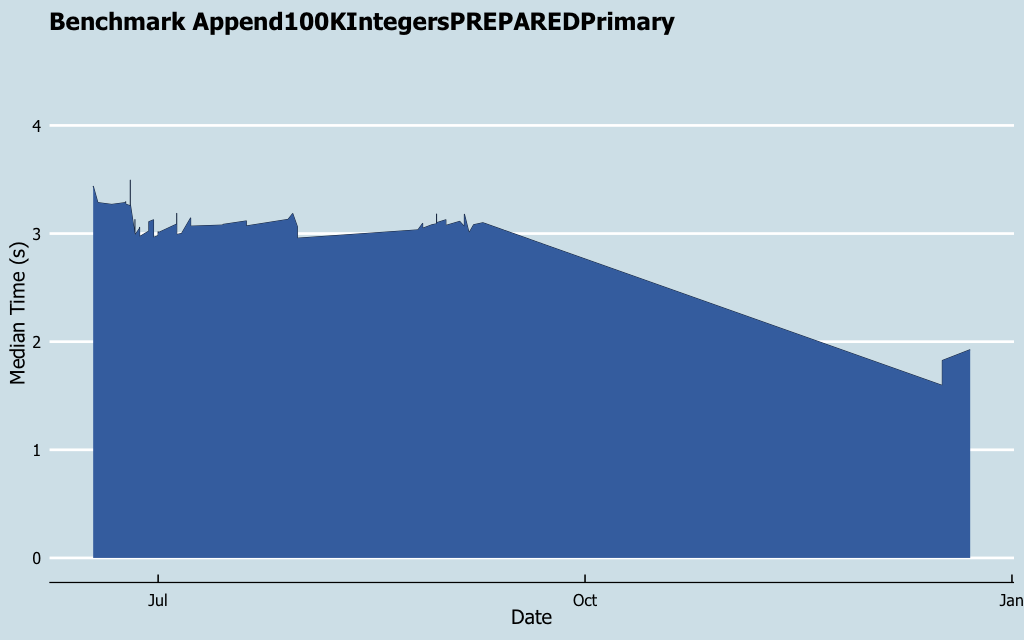 Benchmark Append100KIntegersPREPAREDPrimary
4
3
2
1
0
Median Time (s)
Jul
Oct
Jan
Date